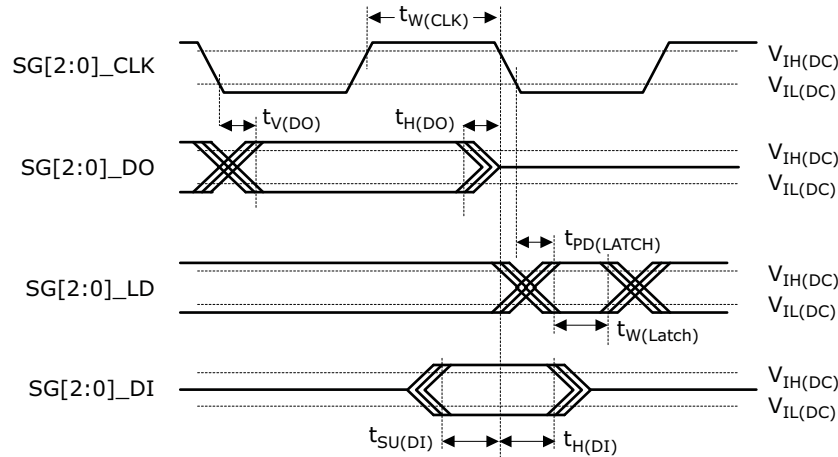 tW(CLK)
SG[2:0]_CLK
VIH(DC)
VIL(DC)
tV(DO)
tH(DO)
SG[2:0]_DO
VIH(DC)
VIL(DC)
tPD(LATCH)
SG[2:0]_LD
VIH(DC)
VIL(DC)
tW(Latch)
SG[2:0]_DI
VIH(DC)
VIL(DC)
tSU(DI)
tH(DI)